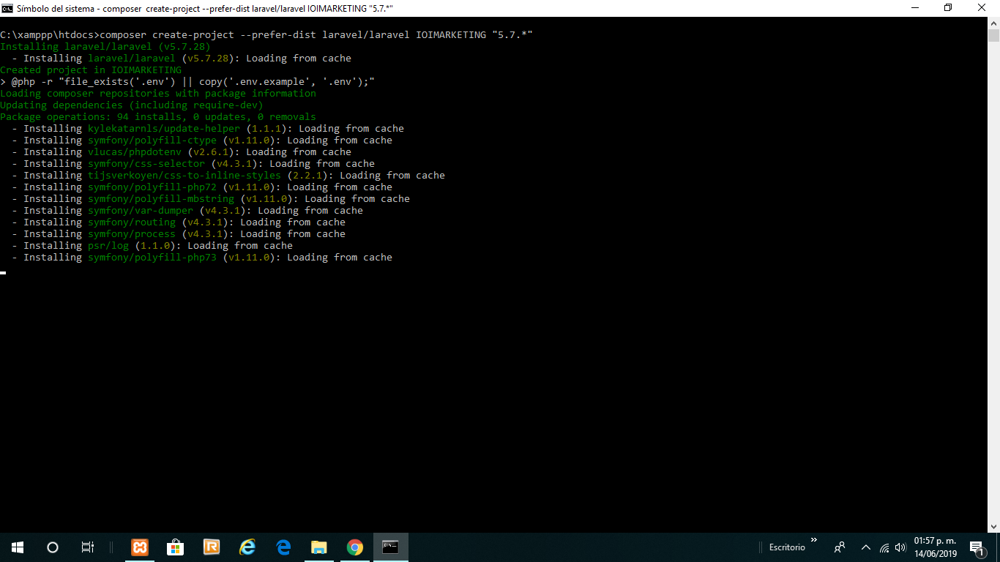 Símbolo del sistema - composer  create-project --prefer-dist laravel/laravel IOIMARKETING "5.7.*"
C:\xamppp\htdocs>composer create-project --prefer-dist laravel/laravel IOIMARKETING "5.7.*"
Installing laravel/laravel (v5.7.28)
  - Installing laravel/laravel (v5.7.28): Loading from cache
Created project in IOIMARKETING
> @php -r "file_exists('.env') || copy('.env.example', '.env');"
Loading composer repositories with package information
Updating dependencies (including require-dev)
Package operations: 94 installs, 0 updates, 0 removals
  - Installing kylekatarnls/update-helper (1.1.1): Loading from cache
  - Installing symfony/polyfill-ctype (v1.11.0): Loading from cache
  - Installing vlucas/phpdotenv (v2.6.1): Loading from cache
  - Installing symfony/css-selector (v4.3.1): Loading from cache
  - Installing tijsverkoyen/css-to-inline-styles (2.2.1): Loading from cache
  - Installing symfony/polyfill-php72 (v1.11.0): Loading from cache
  - Installing symfony/polyfill-mbstring (v1.11.0): Loading from cache
  - Installing symfony/var-dumper (v4.3.1): Loading from cache
  - Installing symfony/routing (v4.3.1): Loading from cache
  - Installing symfony/process (v4.3.1): Loading from cache
  - Installing psr/log (1.1.0): Loading from cache
  - Installing symfony/polyfill-php73 (v1.11.0): Loading from cache
Escritorio
01:57 p. m.
14/06/2019
1